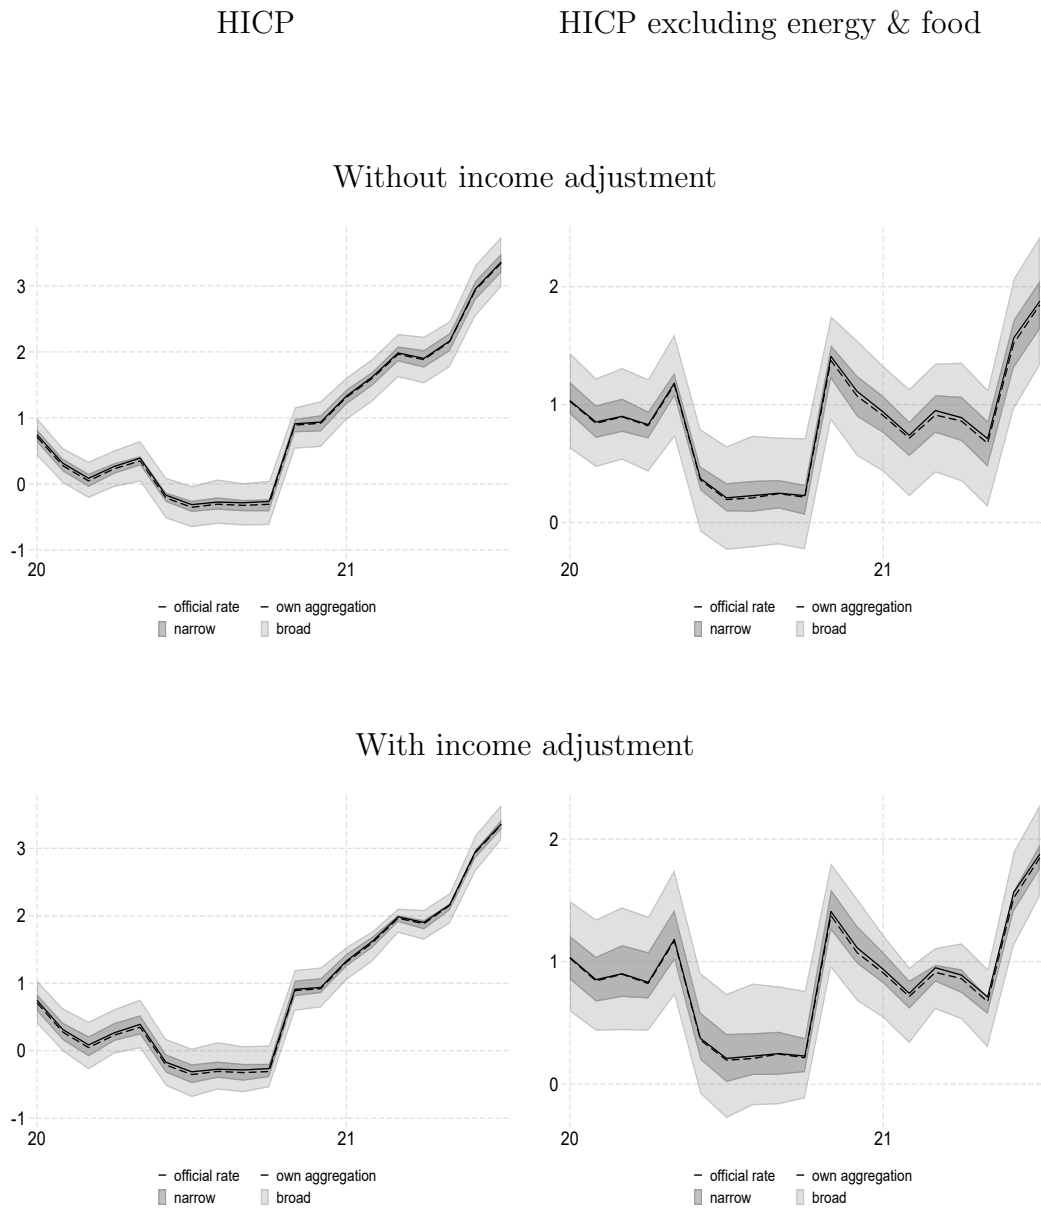 HICP HICP excluding energy & food
Without income adjustment
3
2
1
0
-1
20 21
official rate own aggregation
narrow broad
2
1
0
20 21
official rate own aggregation
narrow broad
With income adjustment
3
2
1
0
-1
20 21
official rate own aggregation
narrow broad
2
1
0
20 21
official rate own aggregation
narrow broad